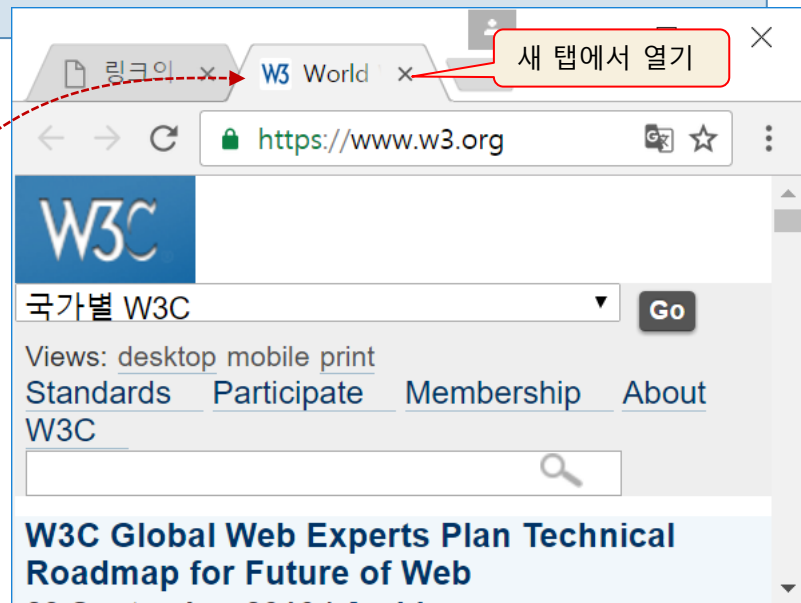 링크의
W3 World
새 탭에서 열기
https://www.w3.org
W3C
국가별 W3C
Go
Views: desktop mobile print
Standards Participate Membership About
W3C
W3C Global Web Experts Plan Technical
Roadmap for Future of Web